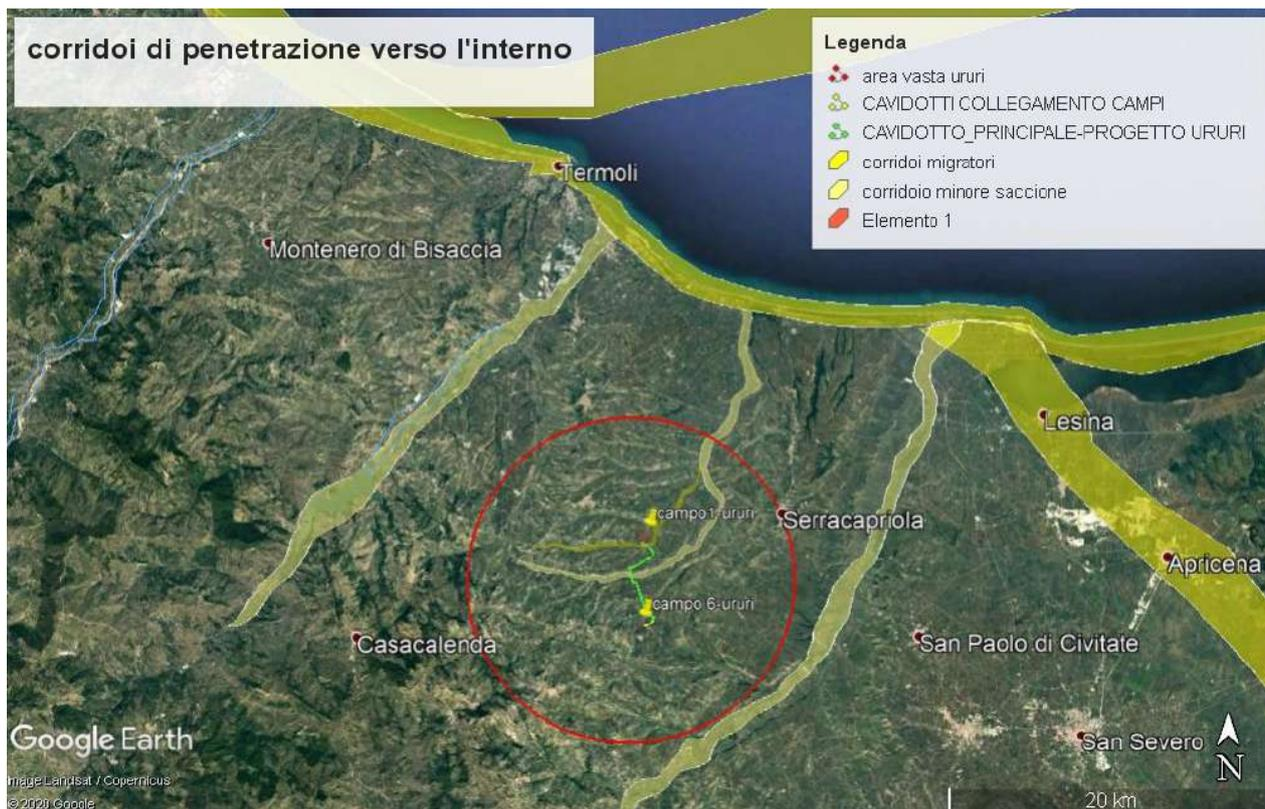 corridoi di penetrazione verso l'interno
Legenda
area vasta ururi
CAVIDOTTI COLLEGAMENTO CAMPI
CAVIDOTTO_PRINCIPALE-PROGETTO URURI
corridoi migratori
corridoio minore saccione
Elemento 1
Termoli
Montenero di Bisaccia
Lesina
campo1-ururi
Serracapriola
Apricena
campo 6-ururi
Casacalenda
San Paolo di Civitate
Google Earth
San Severo
N
Image Landsat / Copernicus
© 2020 Google
20 km